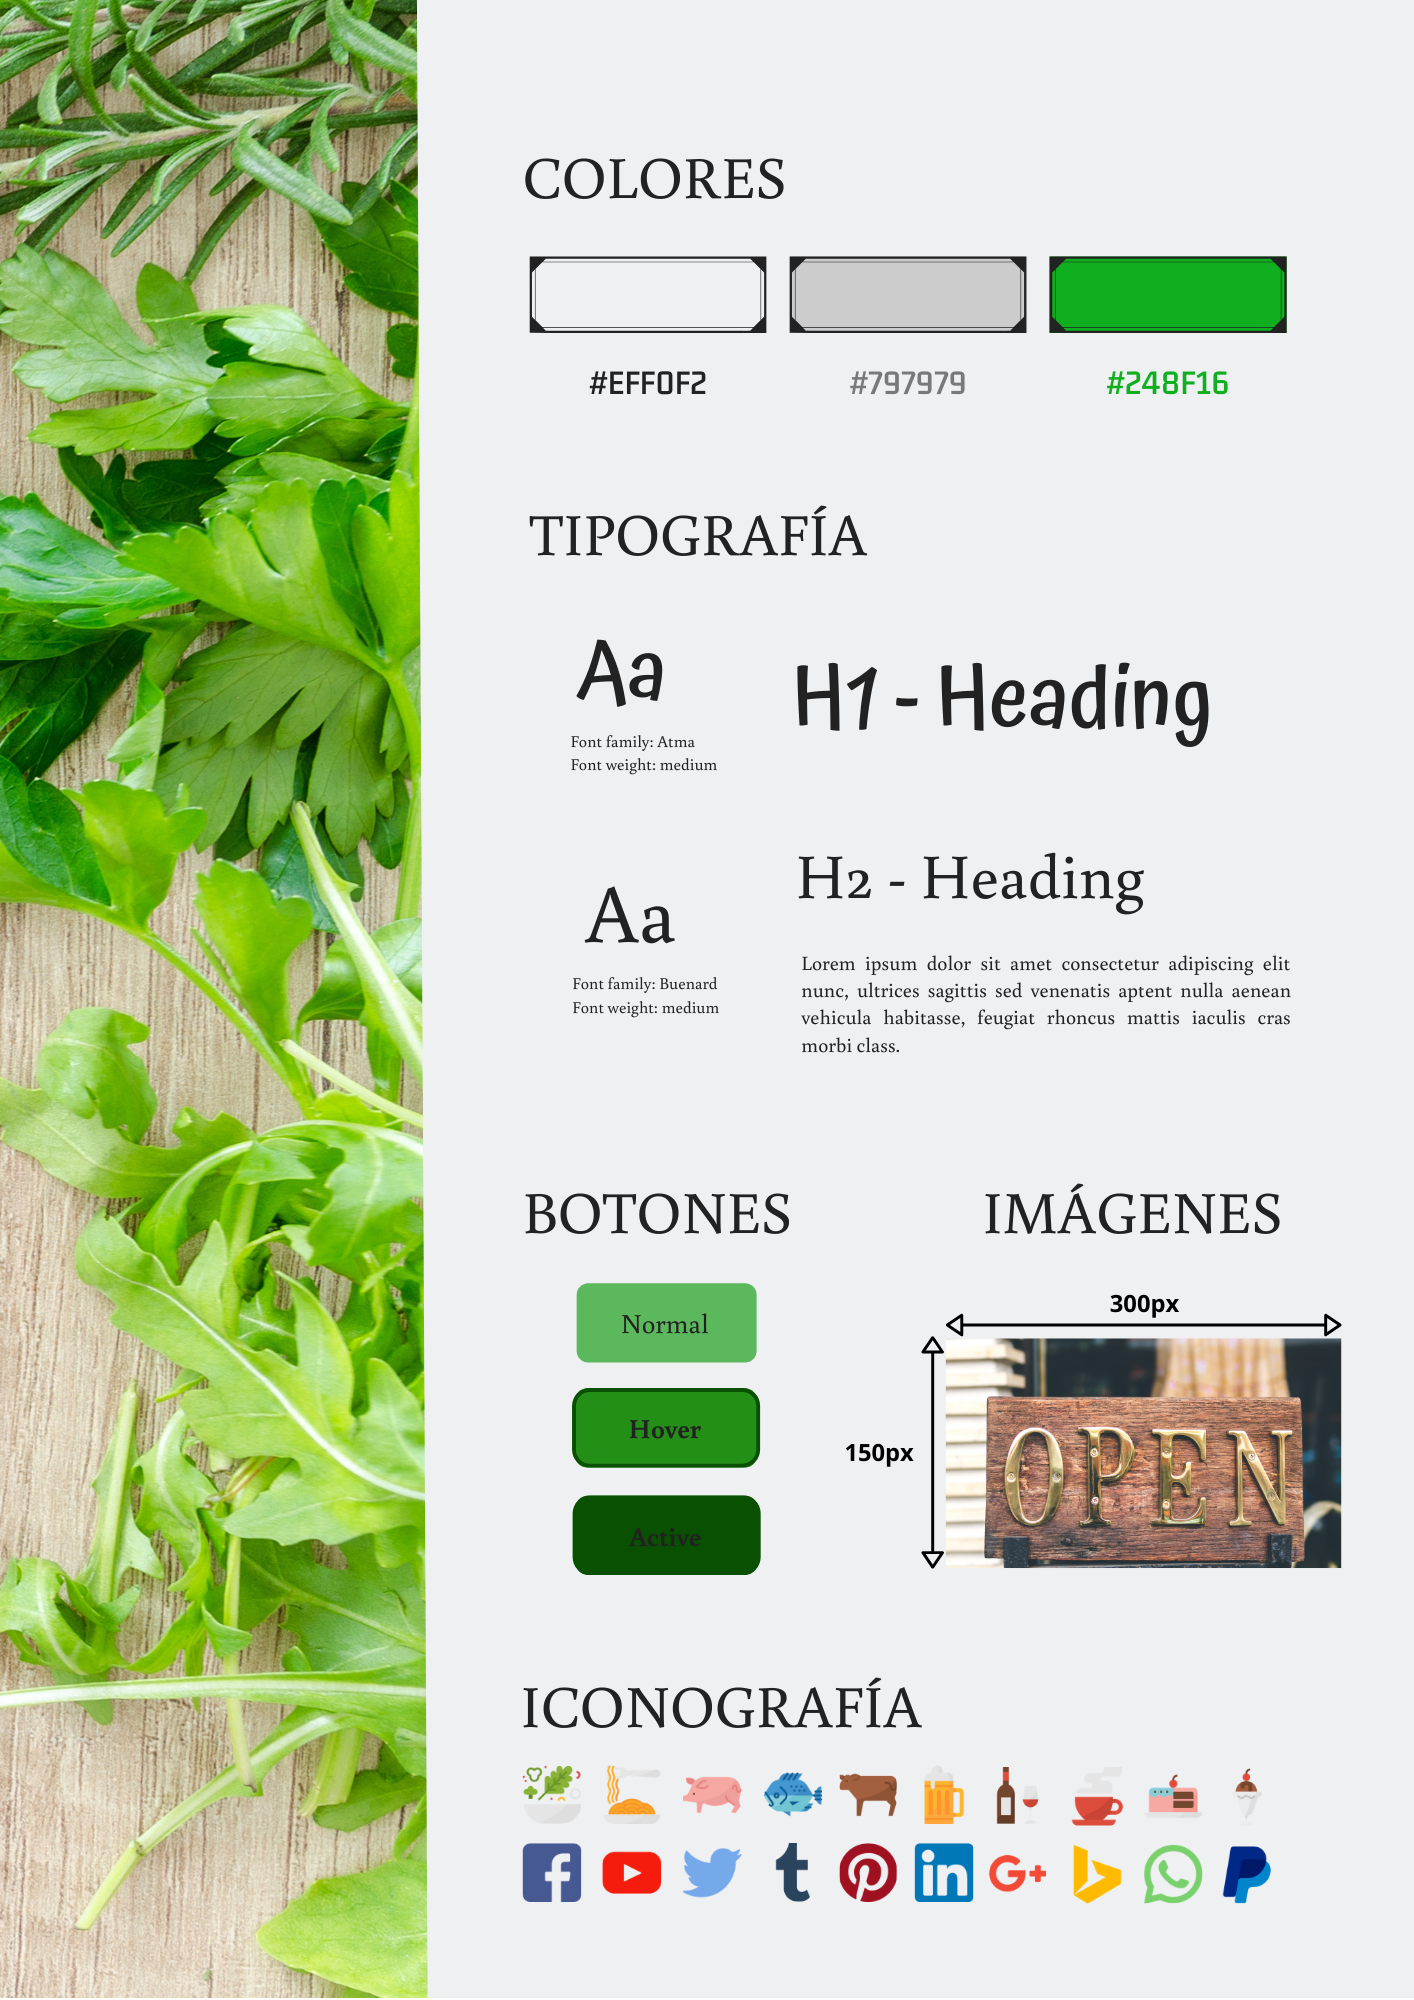 COLORES
#EFF0F2
#797979
#248F16
TIPOGRAFÍA
Aa
Font family: Atma
Font weight: medium
H1 - Heading
Aa
Font family: Buenard
Font weight: medium
H2 - Heading
Lorem ipsum dolor sit amet consectetur adipiscing elit
nunc, ultrices sagittis sed venenatis aptent nulla aenean
vehicula habitasse, feugiat rhoncus mattis iaculis cras
morbi class.
BOTONES
Normal
Hover
Active
IMÁGENES
300px
150px
OPEN
ICONOGRAFÍA